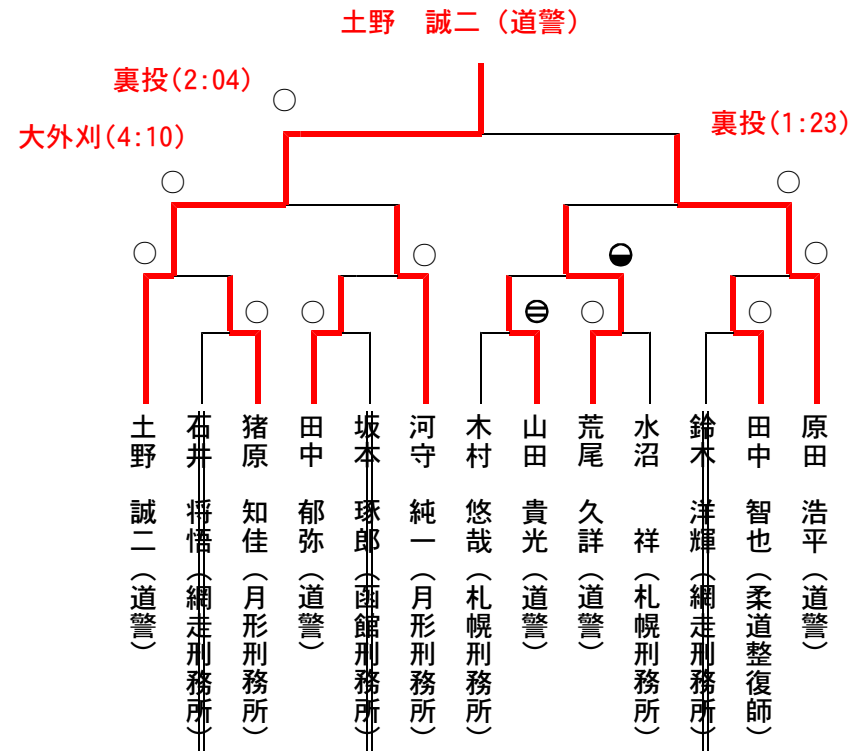 土野　誠二（道警）
裏投(2:04)
裏投(1:23)
大外刈(4:10)
土野　誠二（道警）
石井　将悟（網走刑務所）
猪原　知佳（月形刑務所）
田中　郁弥（道警）
坂本　琢郎（函館刑務所）
河守　純一（月形刑務所）
木村　悠哉（札幌刑務所）
山田　貴光（道警）
荒尾　久詳（道警）
水沼　　祥（札幌刑務所）
鈴木　洋輝（網走刑務所）
田中　智也（柔道整復師）
原田　浩平（道警）